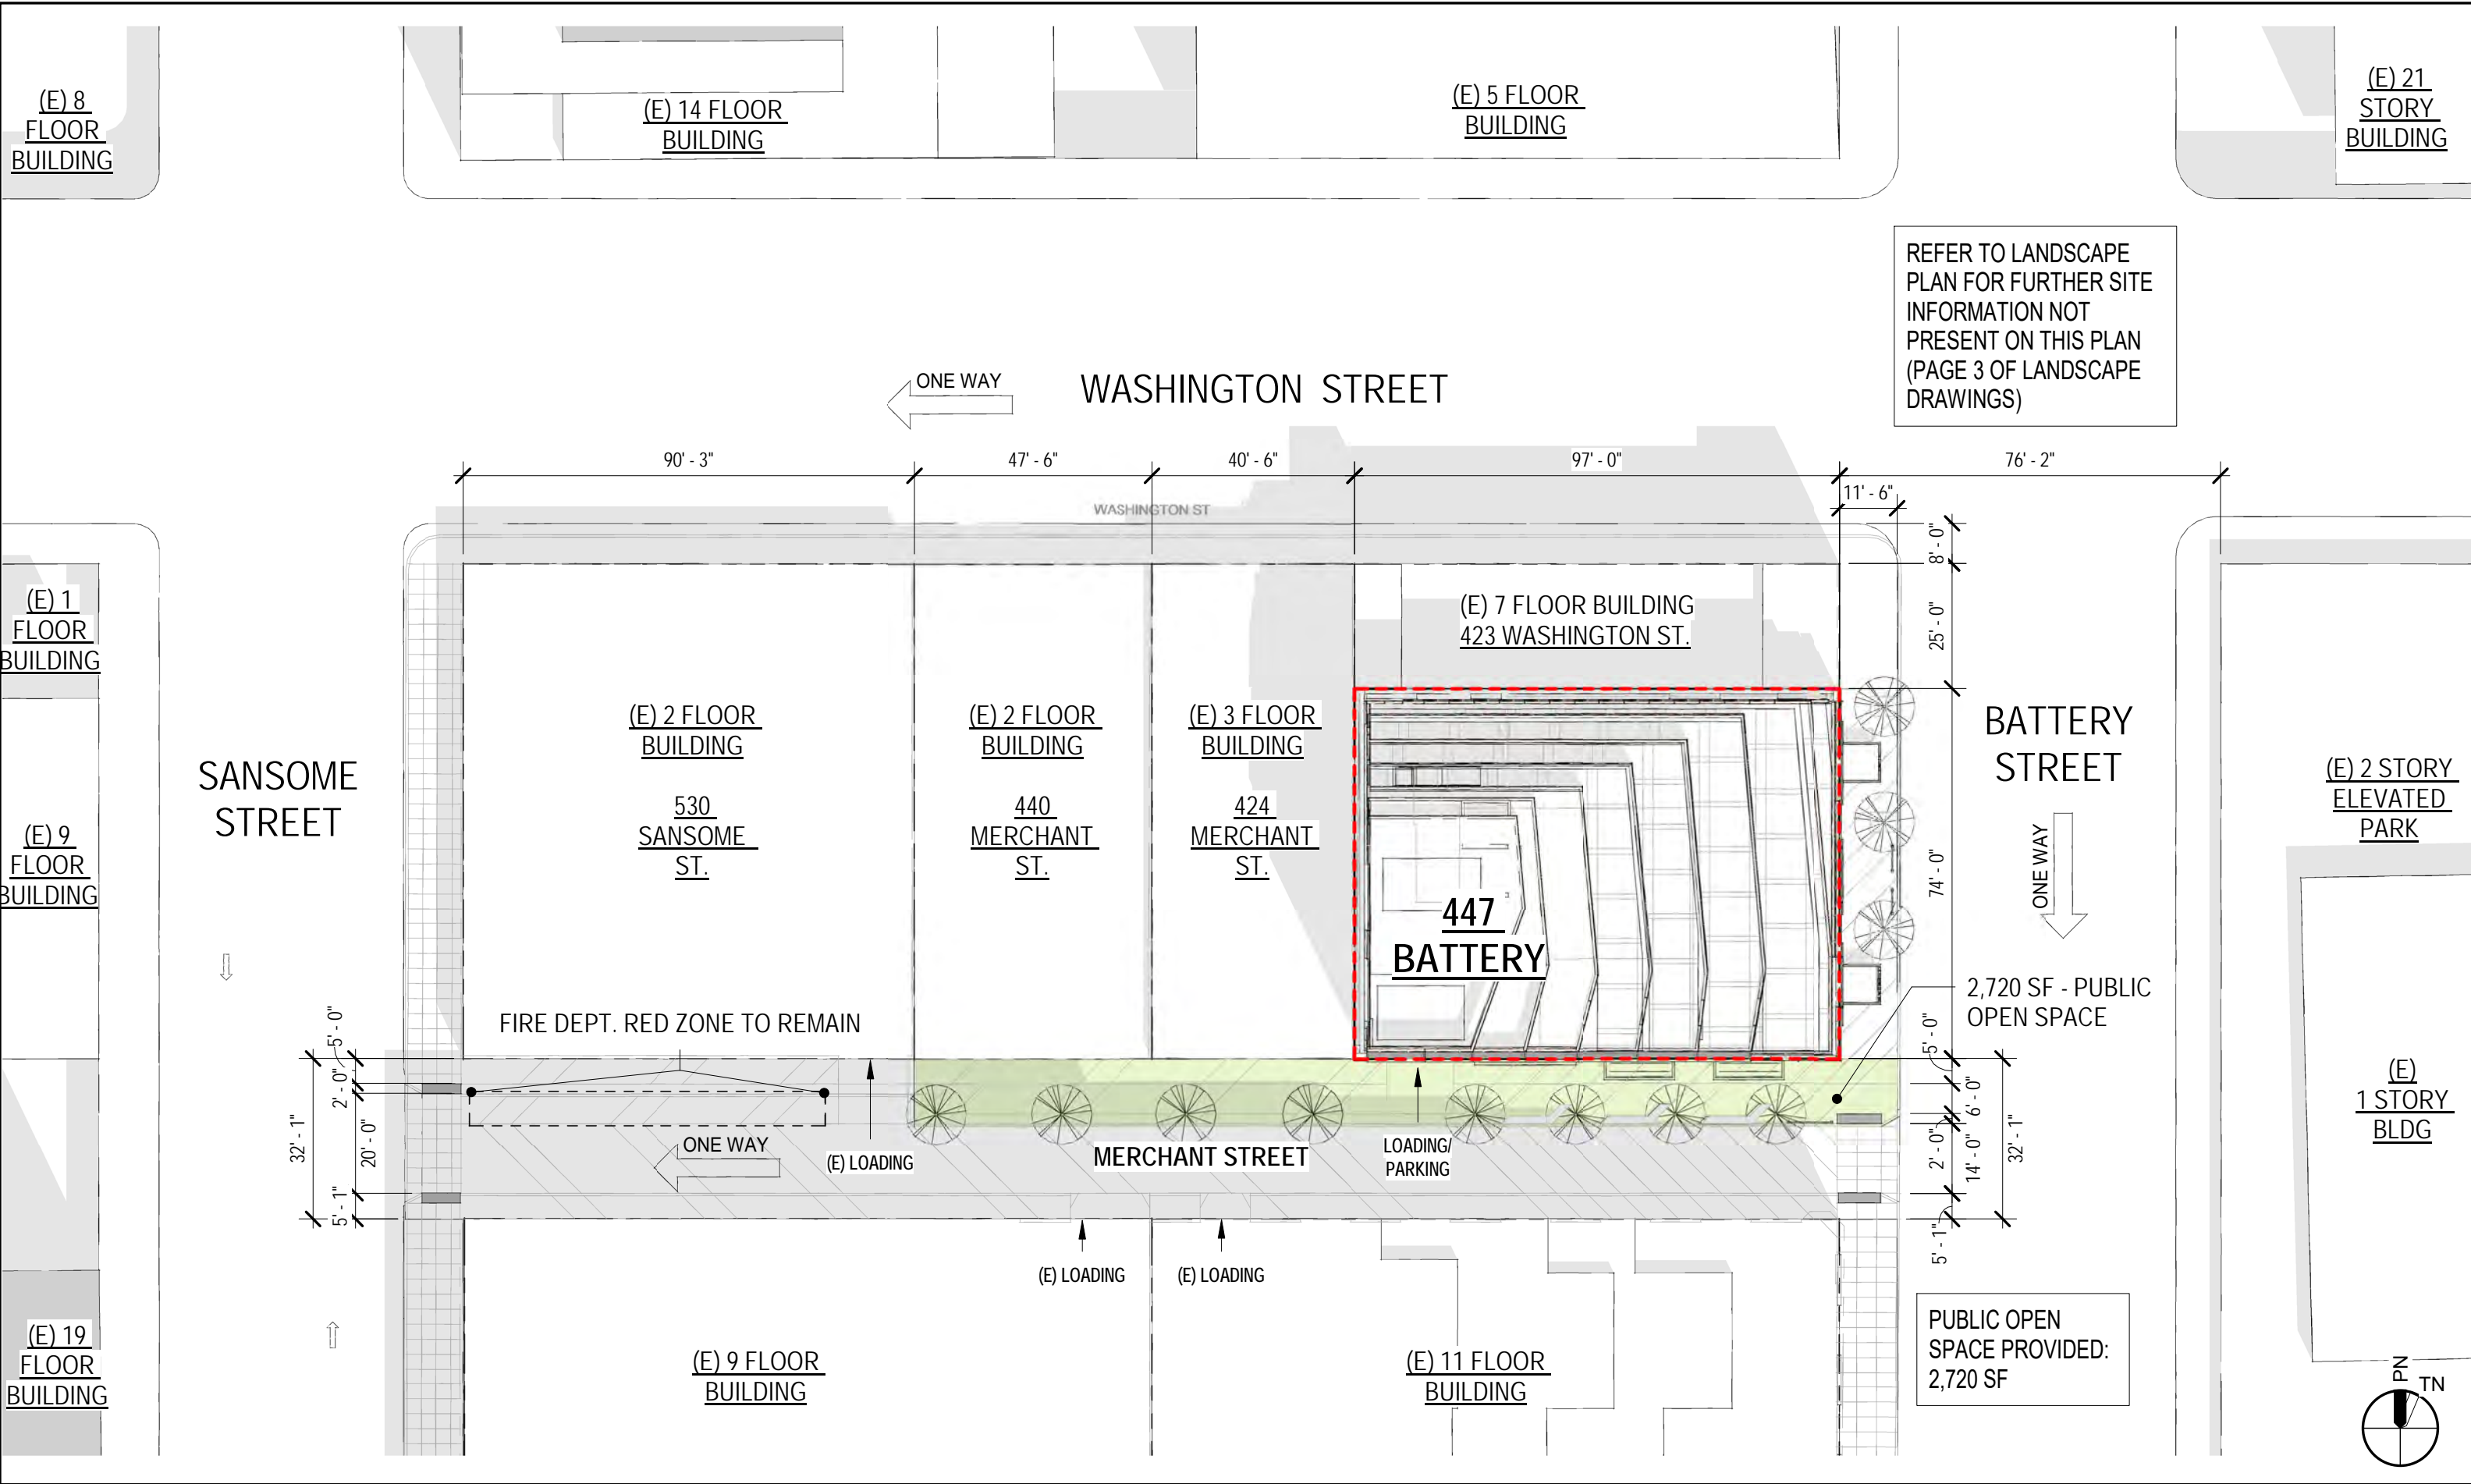 (E) 8
FLOOR
BUILDING
(E) 14 FLOOR
BUILDING
(E) 5 FLOOR
BUILDING
(E) 21
STORY
BUILDING
REFER TO LANDSCAPE
PLAN FOR FURTHER SITE
INFORMATION NOT
PRESENT ON THIS PLAN
(PAGE 3 OF LANDSCAPE
DRAWINGS)
ONE WAY
WASHINGTON STREET
90' - 3"
47' - 6"
40' - 6"
97' - 0"
76' - 2"
11' - 6"
WASHINGTON ST
8' - 0"
25' - 0"
74' - 0"
(E) 1
FLOOR
BUILDING
(E) 7 FLOOR BUILDING
423 WASHINGTON ST.
(E) 2 FLOOR
BUILDING
530
SANSOME
ST.
(E) 2 FLOOR
BUILDING
440
MERCHANT
ST.
(E) 3 FLOOR
BUILDING
424
MERCHANT
ST.
SANSOME
STREET
BATTERY
STREET
ONE WAY
(E) 2 STORY
ELEVATED
PARK
(E) 9
FLOOR
BUILDING
447
BATTERY
2,720 SF - PUBLIC
OPEN SPACE
FIRE DEPT. RED ZONE TO REMAIN
5' - 0"
2' - 0"
20' - 0"
5' - 1"
32' - 1"
ONE WAY
(E) LOADING
MERCHANT STREET
LOADING/
PARKING
5' - 0"
6' - 0"
2' - 0"
14' - 0"
32' - 1"
5' - 1"
(E)
1 STORY
BLDG
(E) LOADING
(E) LOADING
(E) 19
FLOOR
BUILDING
(E) 9 FLOOR
BUILDING
(E) 11 FLOOR
BUILDING
PUBLIC OPEN
SPACE PROVIDED:
2,720 SF
PN
TN